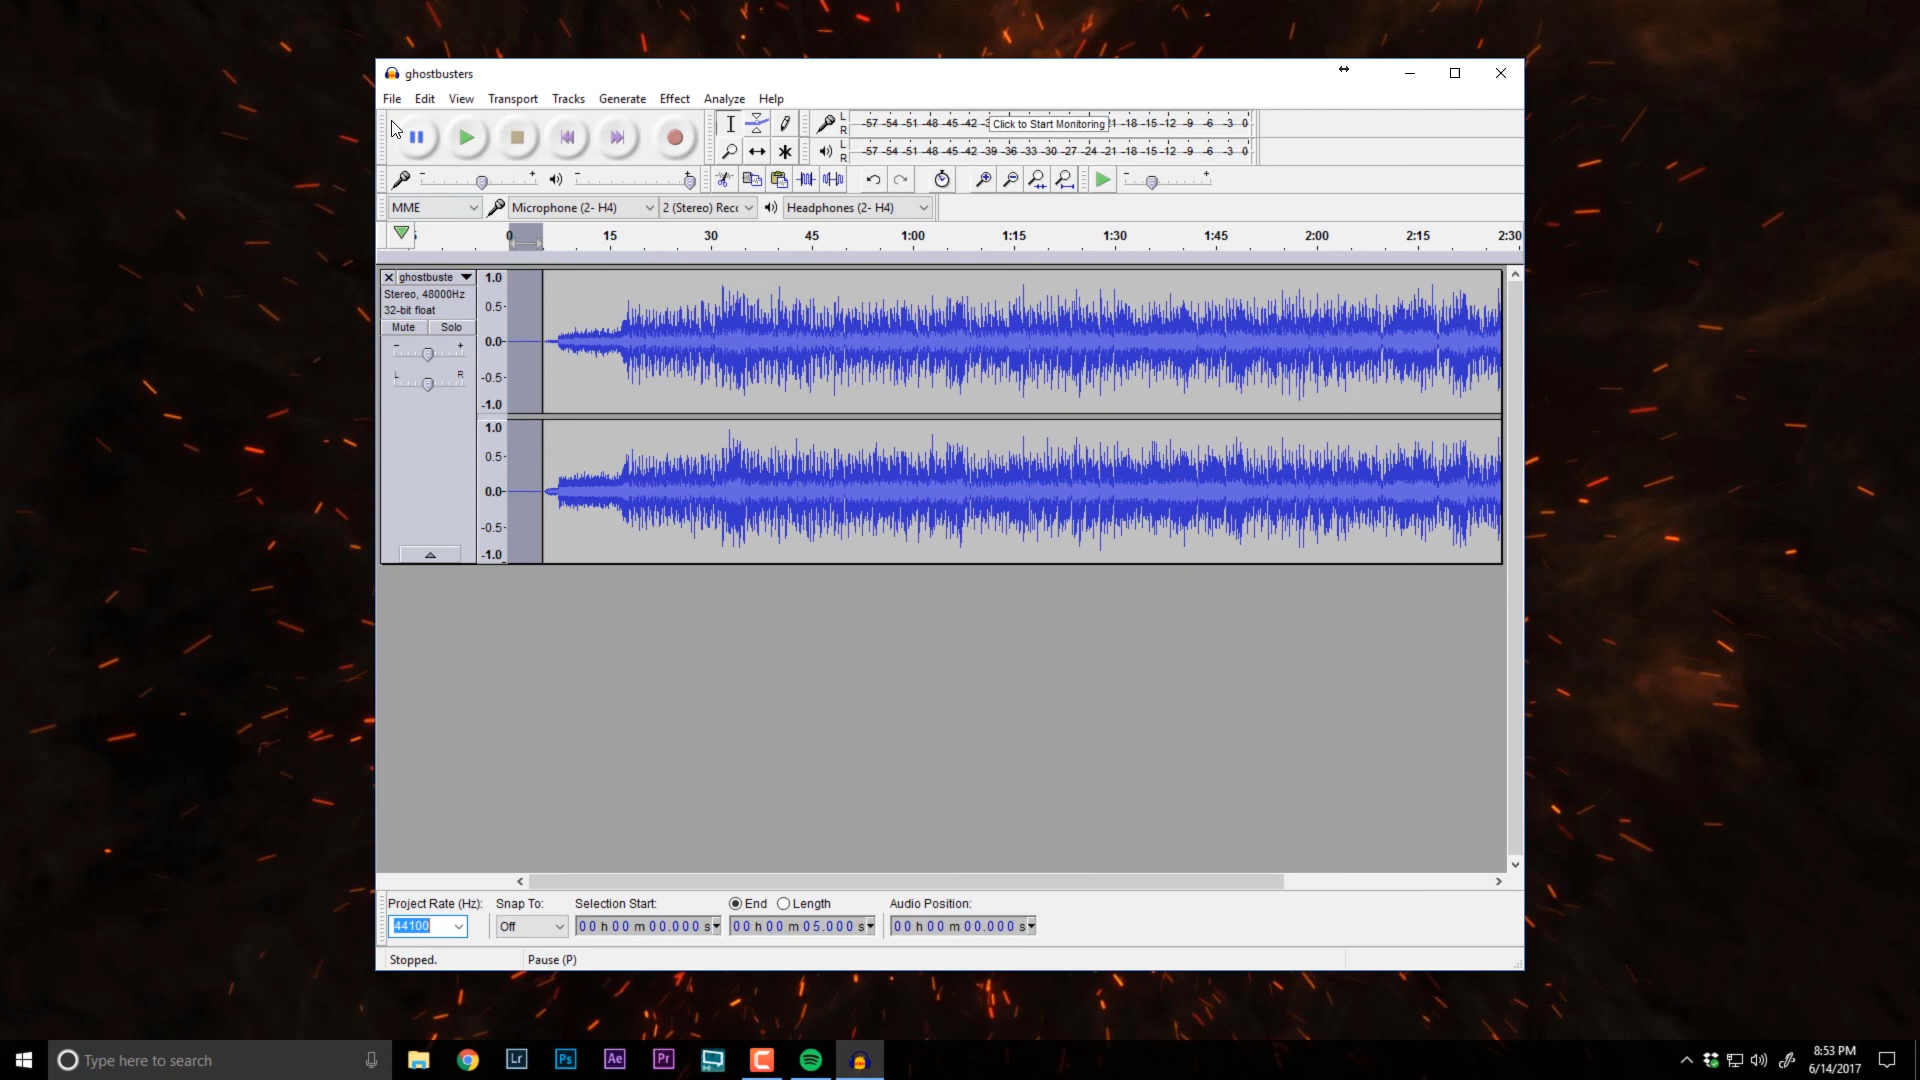 ghostbusters
File Edit View Transport Tracks Generate Effect Analyze Help
L
R
-57 -54 -51 -48 -45 -42 Click to Start Monitoring -18 -15 -12 -9 -6 -3 0
L
R
-57 -54 -51 -48 -45 -42 -39 -36 -33 -30 -27 -24 -21 -18 -15 -12 -9 -6 -3 0
MME Microphone (2- H4) 2 (Stereo) Rec Headphones (2- H4)
0 15 30 45 1:00 1:15 1:30 1:45 2:00 2:15 2:30
ghostbuste
Stereo, 48000Hz
32-bit float
Mute Solo
- +
L R
1.0
0.5
0.0
-0.5
-1.0
1.0
0.5
0.0
-0.5
-1.0
Project Rate (Hz): Snap To: Selection Start: End Length Audio Position:
44100 Off 00 h 00 m 00.000 s 00 h 00 m 05.000 s 00 h 00 m 00.000 s
Stopped. Pause (P)
Type here to search
Lr Ps Ae Pr
8:53 PM
6/14/2017